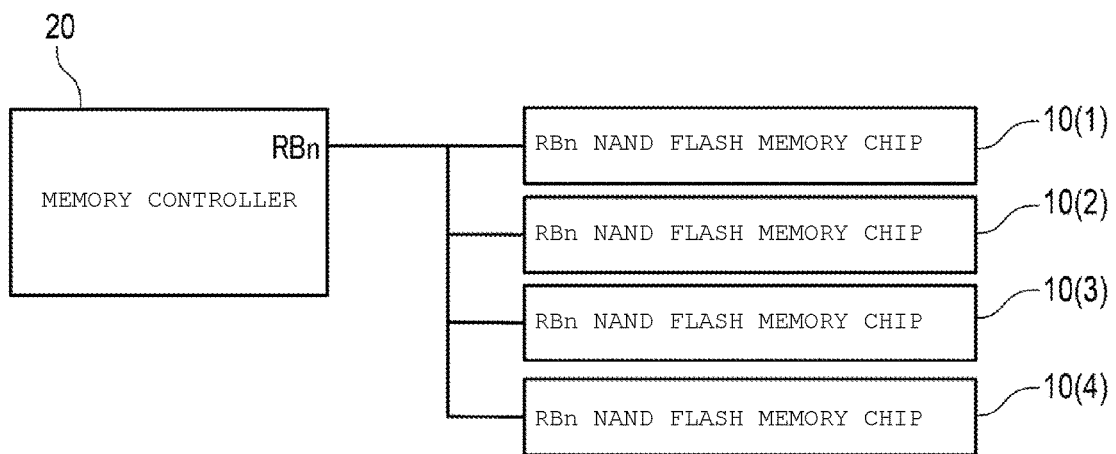 20
RBn
MEMORY CONTROLLER
RBn NAND FLASH MEMORY CHIP
10(1)
RBn NAND FLASH MEMORY CHIP
10(2)
RBn NAND FLASH MEMORY CHIP
10(3)
RBn NAND FLASH MEMORY CHIP
10(4)